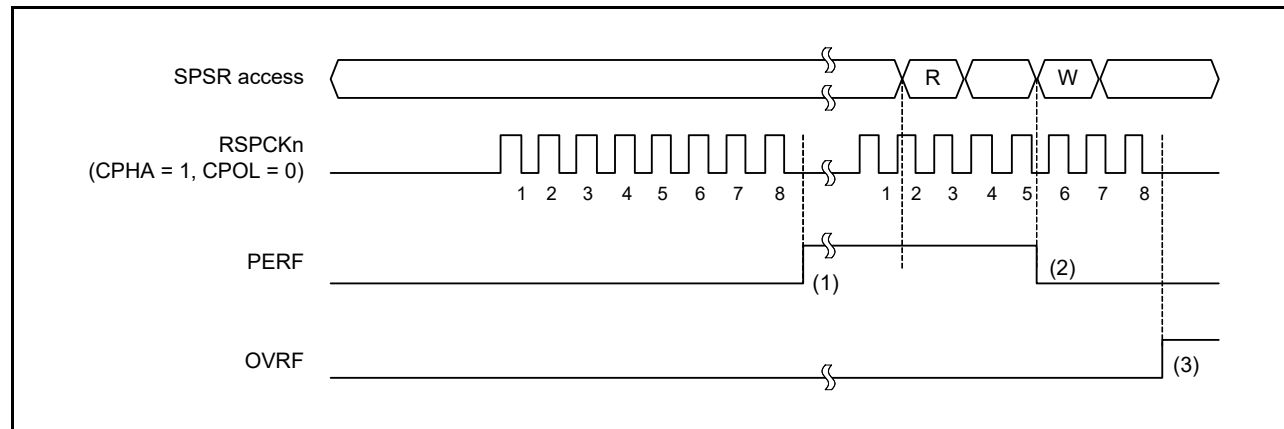 SPSR access
R
W
RSPCKn
(CPHA = 1, CPOL = 0)
1 2 3 4 5 6 7 8
1 2 3 4 5 6 7 8
PERF
(1)
(2)
OVRF
(3)